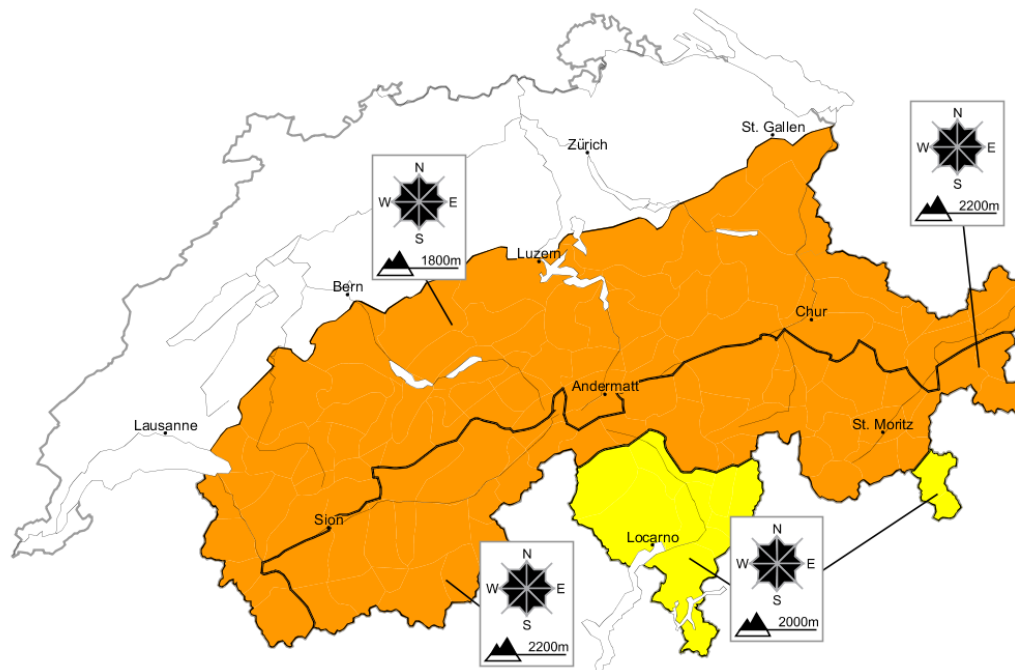 St. Gallen
Zürich
N
W E
S
2200m
N
W E
S
1800m
Luzern
Bern
Chur
Andermatt
St. Moritz
Lausanne
Sion
Locarno
N
W E
S
2200m
N
W E
S
2000m